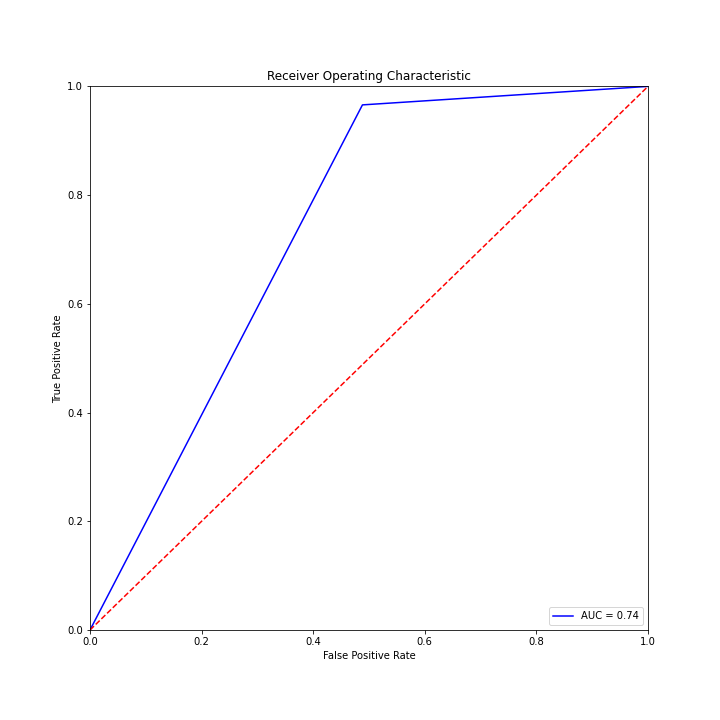 Receiver Operating Characteristic
1.0
0.8
0.6
0.4
0.2
0.0
True Positive Rate
AUC = 0.74
0.0 0.2 0.4 0.6 0.8 1.0
False Positive Rate